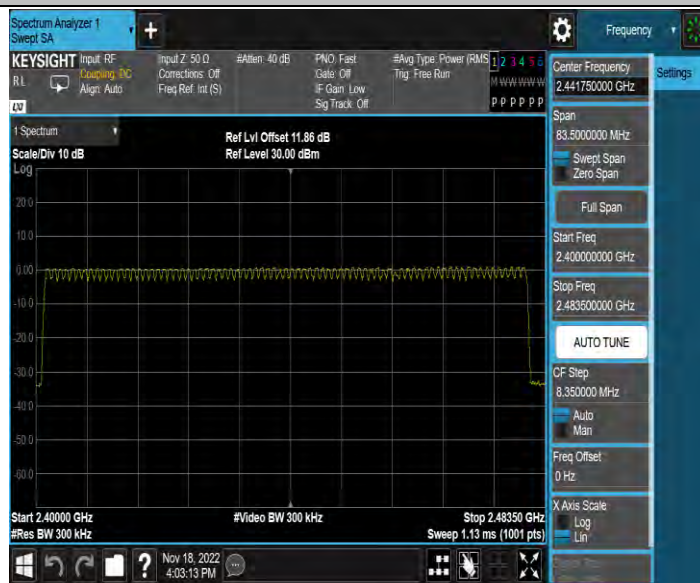 Spectrum Analyzer 1
Swept SA
+
Frequency
KEYSIGHT
Input: RF
Input Z: 50 Ω
#Atten: 40 dB
PNO: Fast
#Avg Type: Power (RMS
1 2 3 4 5 6
RL
Coupling: DC
Corrections: Off
Gate: Off
Trig: Free Run
M W W W W W
Align: Auto
Freq Ref: Int (S)
IF Gain: Low
Sig Track: Off
P P P P P P
LXI
Center Frequency
2.441750000 GHz
Settings
Span
83.5000000 MHz
Swept Span
Zero Span
Full Span
Start Freq
2.400000000 GHz
Stop Freq
2.483500000 GHz
AUTO TUNE
CF Step
8.350000 MHz
Auto
Man
Freq Offset
0 Hz
X Axis Scale
Log
Lin
1 Spectrum
Ref Lvl Offset 11.86 dB
Scale/Div 10 dB
Ref Level 30.00 dBm
Log
20.0
10.0
0.00
-10.0
-20.0
-30.0
-40.0
-50.0
-60.0
Start 2.40000 GHz
#Video BW 300 kHz
Stop 2.48350 GHz
#Res BW 300 kHz
Sweep 1.13 ms (1001 pts)
?
Nov 18, 2022
4:03:13 PM